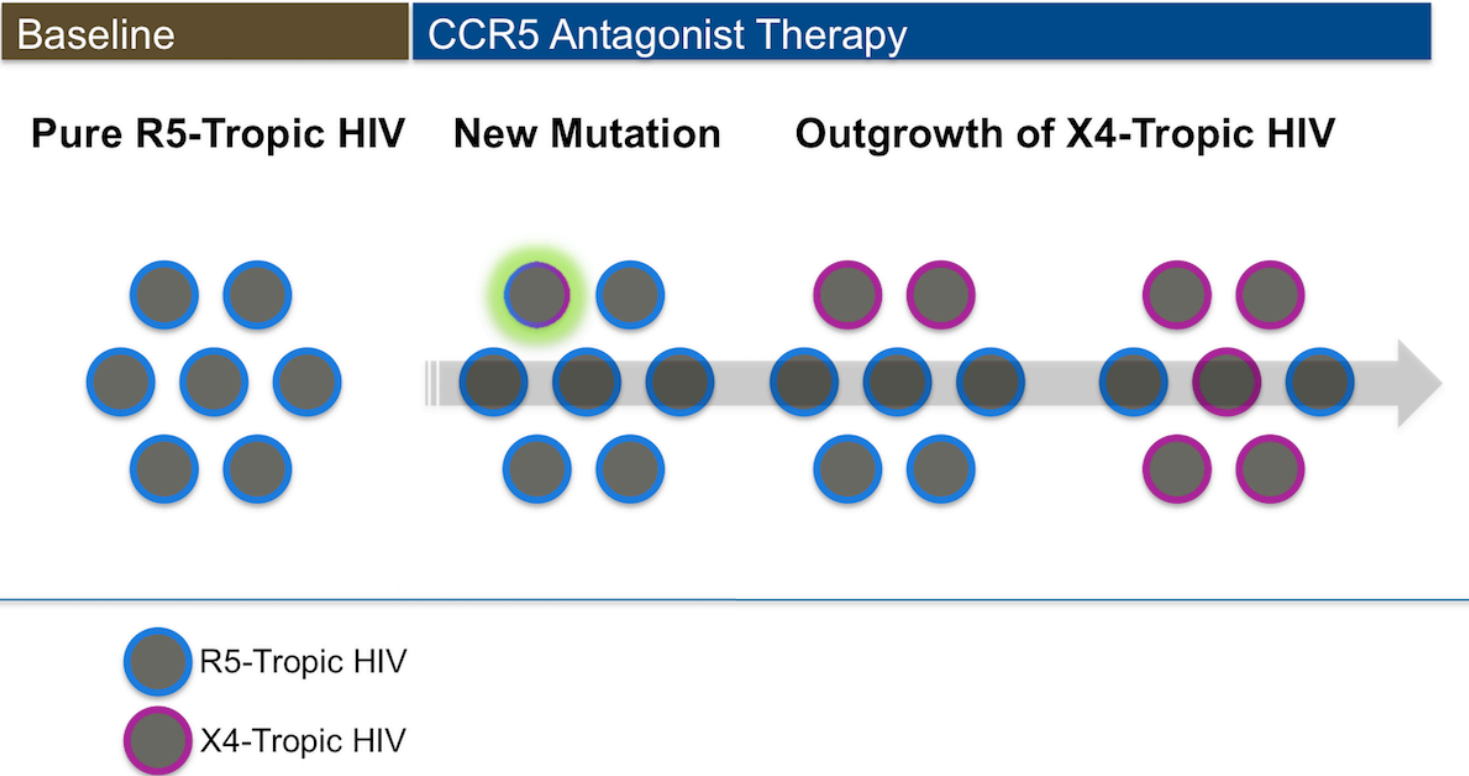 Baseline
CCR5 Antagonist Therapy
Pure R5-Tropic HIV
New Mutation
Outgrowth of X4-Tropic HIV
R5-Tropic HIV
X4-Tropic HIV